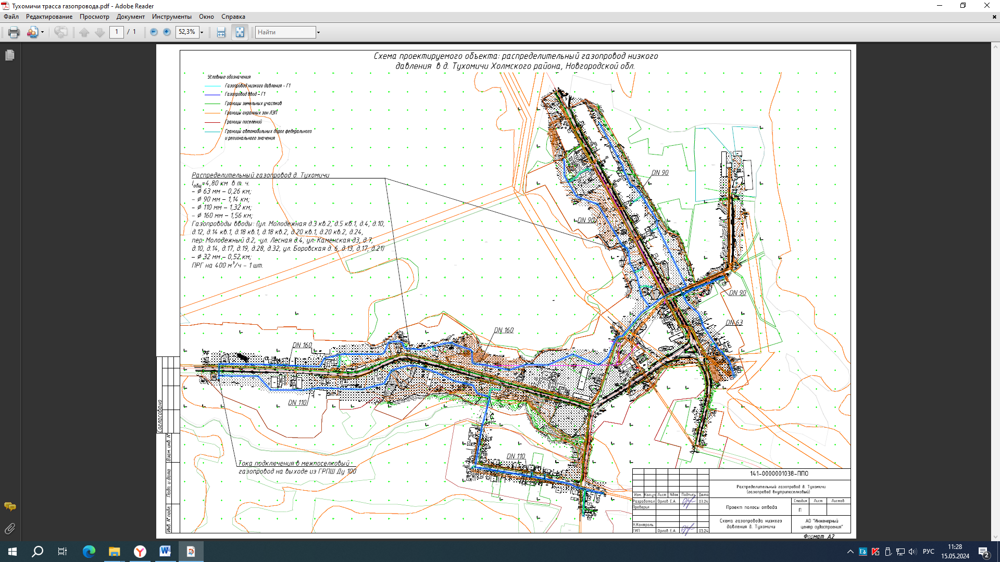 Тухомичи трасса газопровода.pdf - Adobe Reader
Файл Редактирование Просмотр Документ Инструменты Окно Справка
1 / 1 52,3% Найти
Схема проектируемого объекта: распределительный газопровод низкого
давления в д. Тухомичи Холмского района, Новгородской обл.
Условные обозначения
Газопровод низкого давления – Г1
Газопровод ввод – Г1
Границы земельных участков
Границы охранных зон ЛЭП
Границы поселений
Границы автомобильных дорог федерального
и регионального значения
Распределительный газопровод д. Тухомичи
lобщ=4,80 км в т. ч.
– ϕ 63 мм – 0,26 км;
– ϕ 90 мм – 1,14 км;
– ϕ 110 мм – 1,32 км;
– ϕ 160 мм – 1,56 км;
Газопроводы вводы: (ул. Молодежная д.3 кв.2, д.5 кв.1, д.4, д.10,
д.12, д.14 кв.1, д.18 кв.1, д.18 кв.2, д.20 кв.1, д.20 кв.2, д.24,
пер. Молодежный д.2, ул. Лесная д.4, ул. Каменская д3, д.7,
д.10, д.14, д.17, д.19, д.28, д.32, ул. Боровская д. 6, д.13, д.17, д.21)
– ϕ 32 мм – 0,52 км;
ПРГ на 400 м³/ч – 1 шт.
DN 90
DN 90
DN 90
DN 63
DN 160
DN 160
DN 110
DN 110
Тока подключения в межпоселковый
газопровод на выходе из ГРПШ Ду 100
Согласовано
Взам. инв. №
Подп. и дата
Инв. № подл.
141-0000001038-ППО
Распределительный газопровод д. Тухомичи
(газопровод внутрипоселковый)
Изм. Кол.уч Лист Nдок Подпись Дата
Разработал Орлов Е.А. 03.24
Проверил
Проект полосы отвода
Стадия Лист Листов
П
Н.Контроль
ГИП Орлов Е.А. 03.24
Схема газопровода низкого
давления д. Тухомичи
АО "Инженерный
центр судостроения"
Формат А2
РУС
11:28
15.05.2024
2